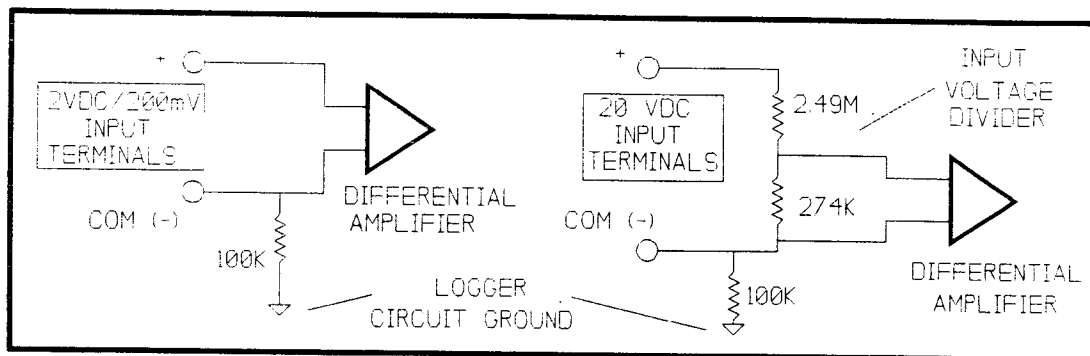 +
2VDC/200mV
INPUT
TERMINALS
COM (-)
100K
DIFFERENTIAL
AMPLIFIER
LOGGER
CIRCUIT GROUND
+
20 VDC
INPUT
TERMINALS
COM (-)
2.49M
274K
100K
INPUT
VOLTAGE
DIVIDER
DIFFERENTIAL
AMPLIFIER